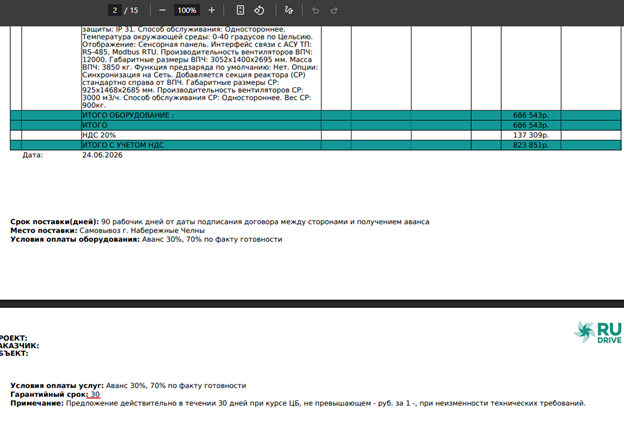 2 / 15
100%
защиты: IP 31. Способ обслуживания: Одностороннее.
Температура окружающей среды: 0-40 градусов по Цельсию.
Отображение: Сенсорная панель. Интерфейс связи с АСУ ТП:
RS-485, Modbus RTU. Производительность вентиляторов ВПЧ:
12000. Габаритные размеры ВПЧ: 3052x1400x2695 мм. Масса
ВПЧ: 3850 кг. Функция предзаряда по умолчанию: Нет. Опции:
Синхронизация на Сеть. Добавляется секция реактора (СР)
стандартно справа от ВПЧ. Габаритные размеры СР:
925x1468x2685 мм. Производительность вентиляторов СР:
3000 м3/ч. Способ обслуживания СР: Одностороннее. Вес СР:
900кг.
ИТОГО ОБОРУДОВАНИЕ : 686 543р.
ИТОГО 686 543р.
НДС 20% 137 309р.
ИТОГО С УЧЕТОМ НДС 823 851р.
Дата: 24.06.2026
Срок поставки(дней): 90 рабочик дней от даты подписания договора между сторонами и получением аванса
Место поставки: Самовывоз г. Набережные Челны
Условия оплаты оборудования: Аванс 30%, 70% по факту готовности
RU
DRIVE
РОЕКТ:
АКАЗЧИК:
БЪЕКТ:
Условия оплаты услуг: Аванс 30%, 70% по факту готовности
Гарантийный срок: 30
Примечание: Предложение действительно в течении 30 дней при курсе ЦБ, не превышающем - руб. за 1 -, при неизменности технических требований.